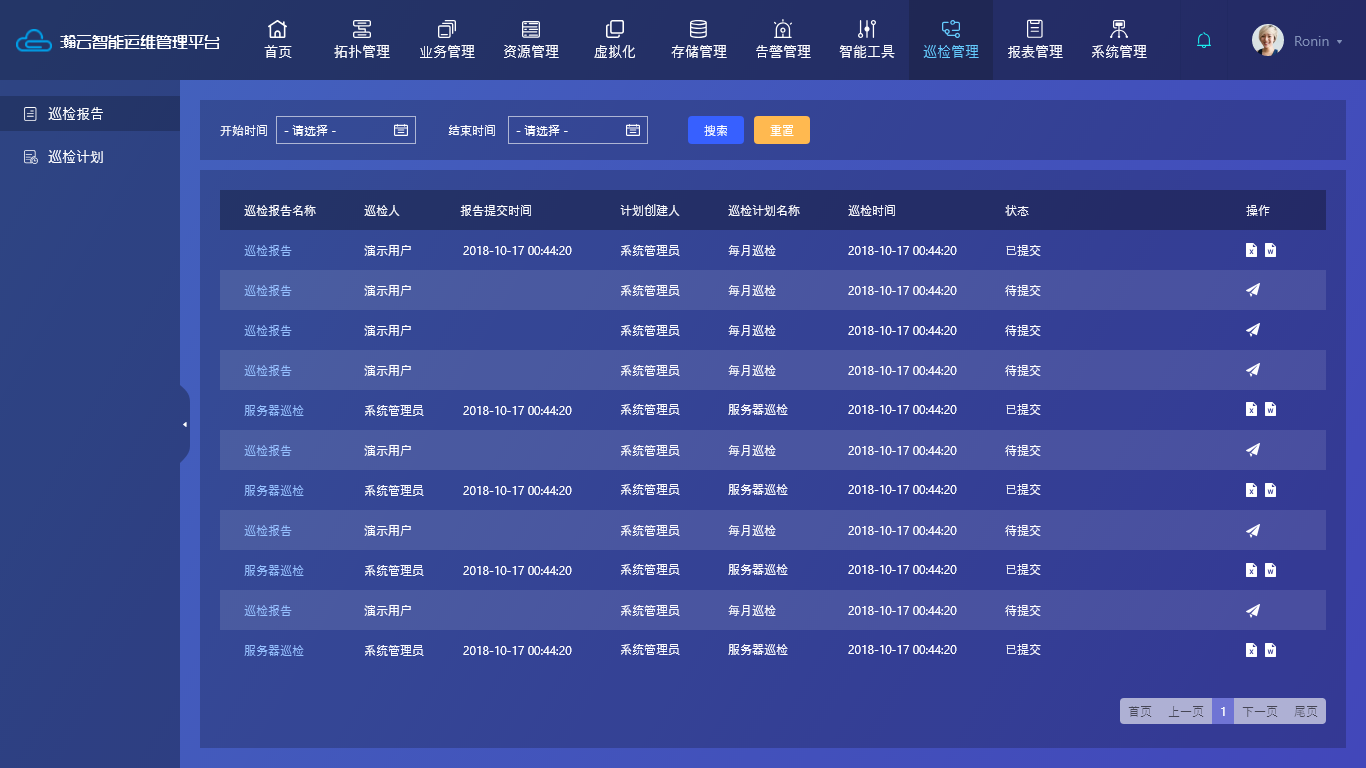 瀚云智能运维管理平台
首页 拓扑管理 业务管理 资源管理 虚拟化 存储管理 告警管理 智能工具 巡检管理 报表管理 系统管理 Ronin
巡检报告
巡检计划
开始时间 - 请选择 - 结束时间 - 请选择 - 搜索 重置
巡检报告名称 巡检人 报告提交时间 计划创建人 巡检计划名称 巡检时间 状态 操作
巡检报告 演示用户 2018-10-17 00:44:20 系统管理员 每月巡检 2018-10-17 00:44:20 已提交
巡检报告 演示用户 系统管理员 每月巡检 2018-10-17 00:44:20 待提交
巡检报告 演示用户 系统管理员 每月巡检 2018-10-17 00:44:20 待提交
巡检报告 演示用户 系统管理员 每月巡检 2018-10-17 00:44:20 待提交
服务器巡检 系统管理员 2018-10-17 00:44:20 系统管理员 服务器巡检 2018-10-17 00:44:20 已提交
巡检报告 演示用户 系统管理员 每月巡检 2018-10-17 00:44:20 待提交
服务器巡检 系统管理员 2018-10-17 00:44:20 系统管理员 服务器巡检 2018-10-17 00:44:20 已提交
巡检报告 演示用户 系统管理员 每月巡检 2018-10-17 00:44:20 待提交
服务器巡检 系统管理员 2018-10-17 00:44:20 系统管理员 服务器巡检 2018-10-17 00:44:20 已提交
巡检报告 演示用户 系统管理员 每月巡检 2018-10-17 00:44:20 待提交
服务器巡检 系统管理员 2018-10-17 00:44:20 系统管理员 服务器巡检 2018-10-17 00:44:20 已提交
首页 上一页 1 下一页 尾页